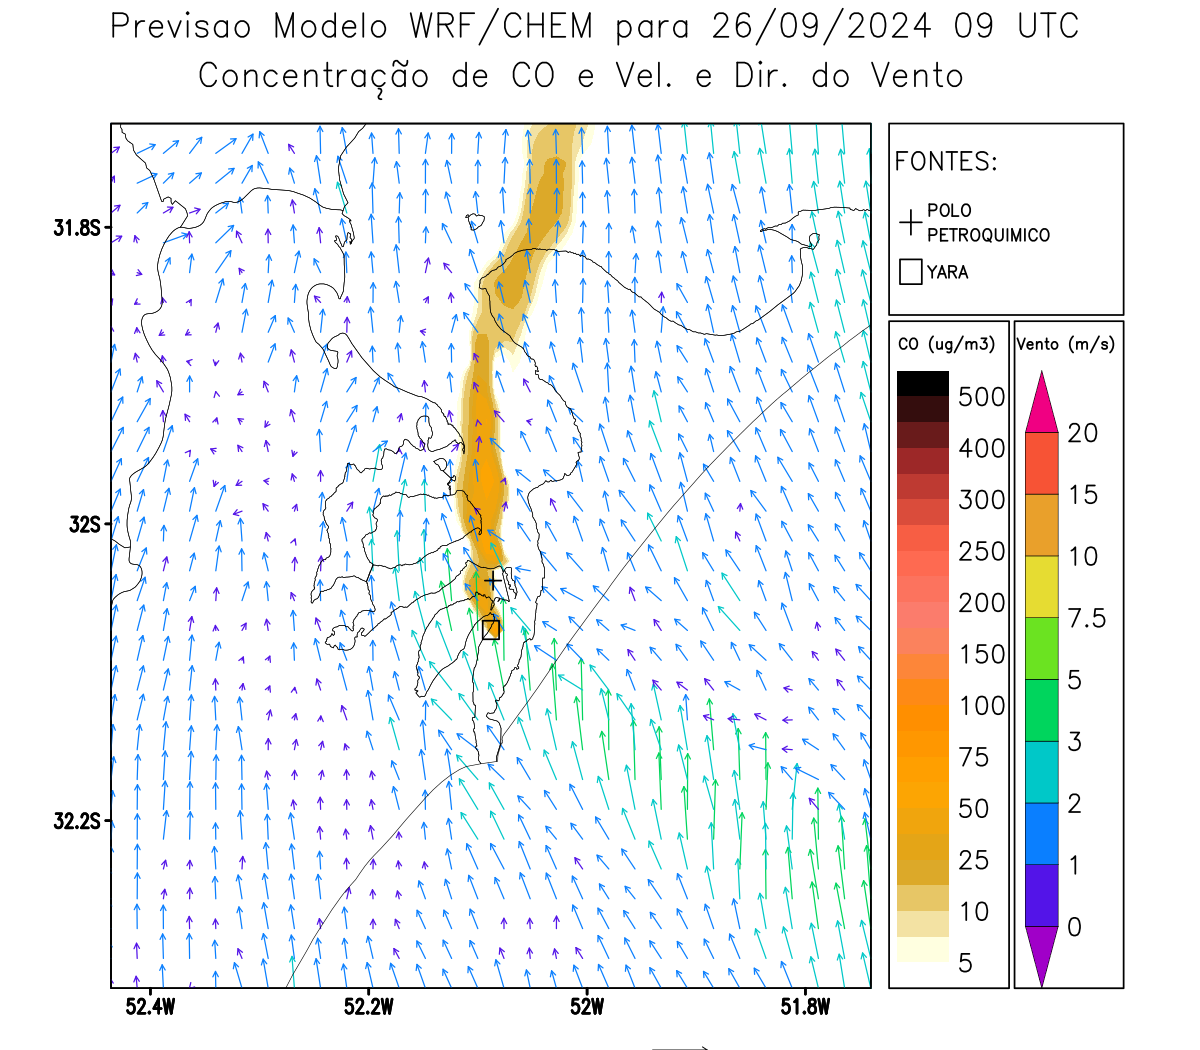 Previsao Modelo WRF/CHEM para 26/09/2024 09 UTC
Concentração de CO e Vel. e Dir. do Vento
FONTES:
POLO
PETROQUIMICO
YARA
CO (ug/m3)
500
400
300
250
200
150
100
75
50
25
10
5
Vento (m/s)
20
15
10
7.5
5
3
2
1
0
31.8S
32S
32.2S
52.4W
52.2W
52W
51.8W